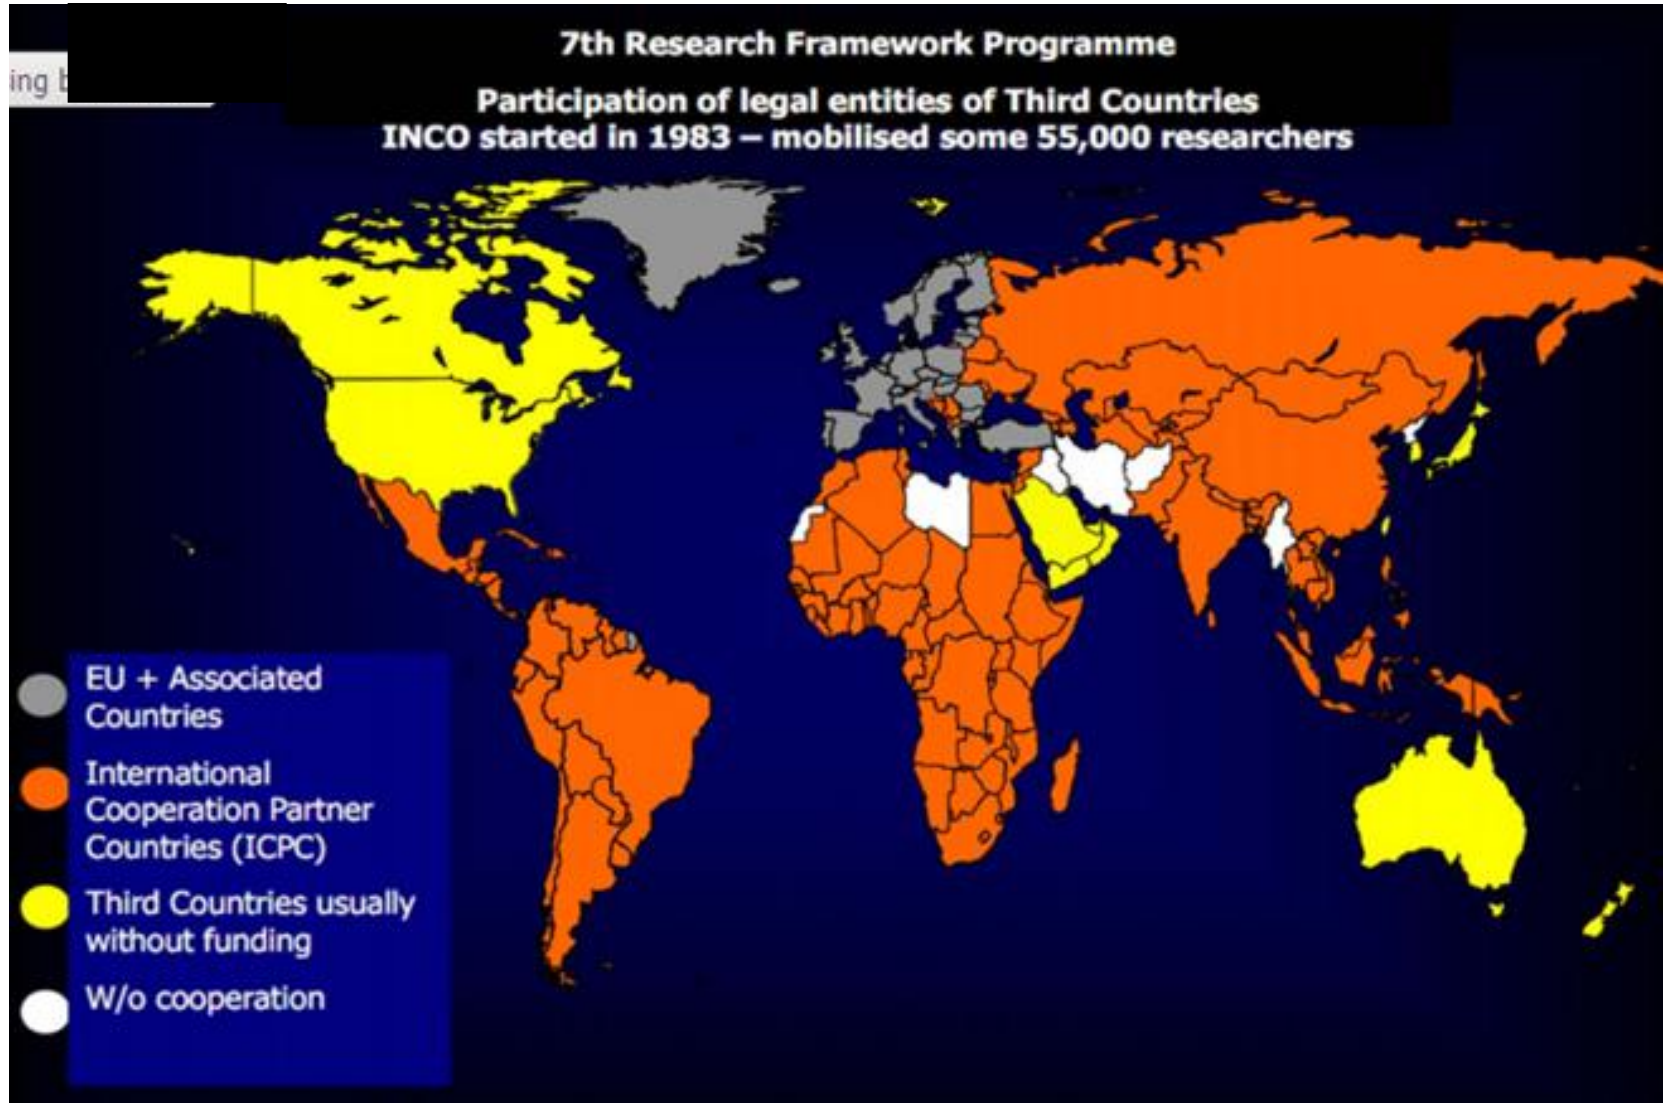 7th Research Framework Programme
ing
Participation of legal entities of Third Countries
INCO started in 1983 – mobilised some 55,000 researchers
EU + Associated
Countries
International
Cooperation Partner
Countries (ICPC)
Third Countries usually
without funding
W/o cooperation